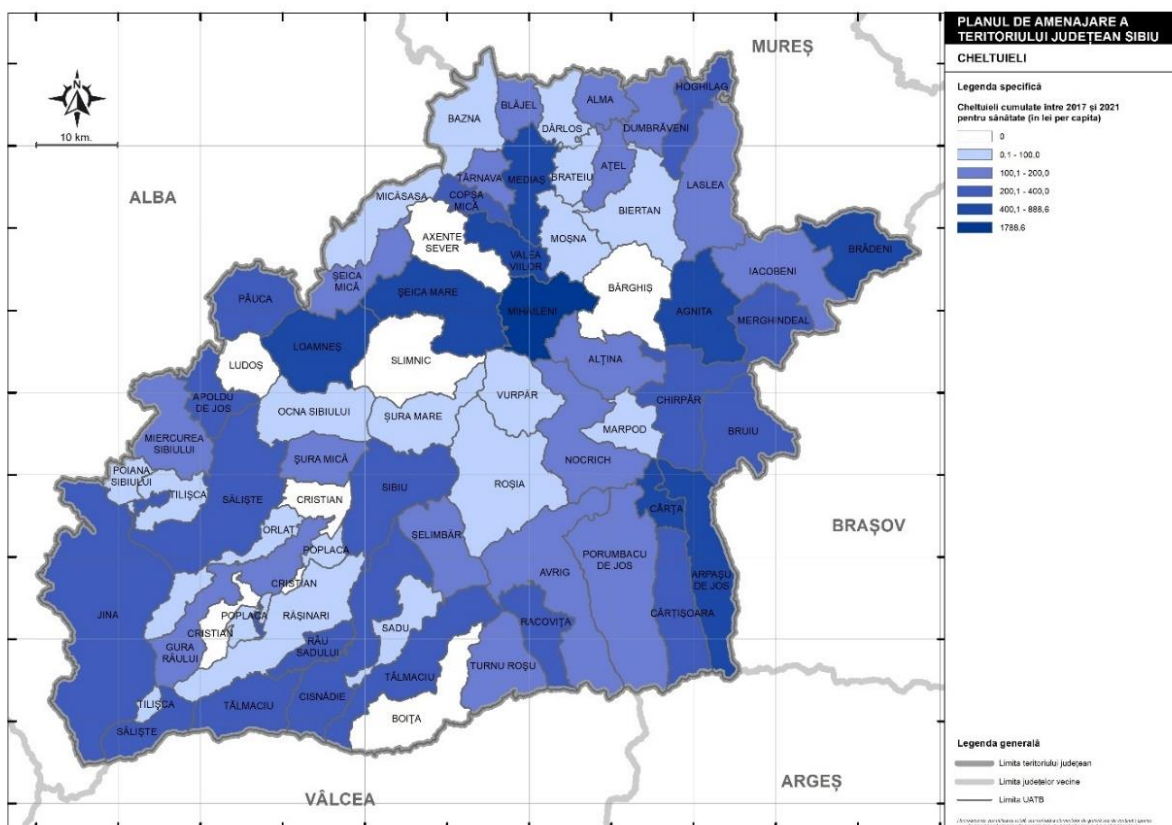 PLANUL DE AMENAJARE A
TERITORIULUI JUDEȚEAN SIBIU
CHELTUIELI
Legenda specifică
Cheltuieli cumulate între 2017 și 2021
pentru sănătate (în lei per capita)
0
0,1 - 100,0
100,1 - 200,0
200,1 - 400,0
400,1 - 888,6
1788,6
MUREȘ
N
10 km.
ALBA
BRAȘOV
VÂLCEA
ARGEȘ
HOGHILAG
BLĂJEL
ALMA
BAZNA
DÂRLOS
DUMBRĂVENI
AȚEL
TÂRNAVA
MEDIAȘ
BRATEIU
LASLEA
MICĂSASA
COPȘA
MICĂ
BIERTAN
AXENTE
SEVER
MOȘNA
BRĂDENI
VALEA
VIILOR
IACOBENI
ȘEICA
MICĂ
BÂRGHIȘ
PĂUCA
ȘEICA MARE
MIHĂILENI
AGNITA
MERGHINDEAL
LOAMNEȘ
SLIMNIC
ALȚINA
LUDOȘ
APOLDU
DE JOS
VURPĂR
CHIRPĂR
OCNA SIBIULUI
ȘURA MARE
MARPOD
BRUIU
MIERCUREA
SIBIULUI
ȘURA MICĂ
NOCRICH
POIANA
SIBIULUI
SIBIU
ROȘIA
TILIȘCA
SĂLIȘTE
CRISTIAN
CÂRȚA
ORLAT
SELIMBĂR
POPLACA
PORUMBACU
DE JOS
AVRIG
ARPAȘU
DE JOS
CRISTIAN
JINA
POPLACA
RĂȘINARI
CÂRȚIȘOARA
RACOVIȚA
SADU
CRISTIAN
RÂU
SADULUI
GURA
RÂULUI
TURNU ROȘU
TĂLMACIU
CISNĂDIE
TILIȘCA
TĂLMACIU
BOIȚA
SĂLIȘTE
Legenda generală
Limita teritoriului județean
Limita județelor vecine
Limita UATB